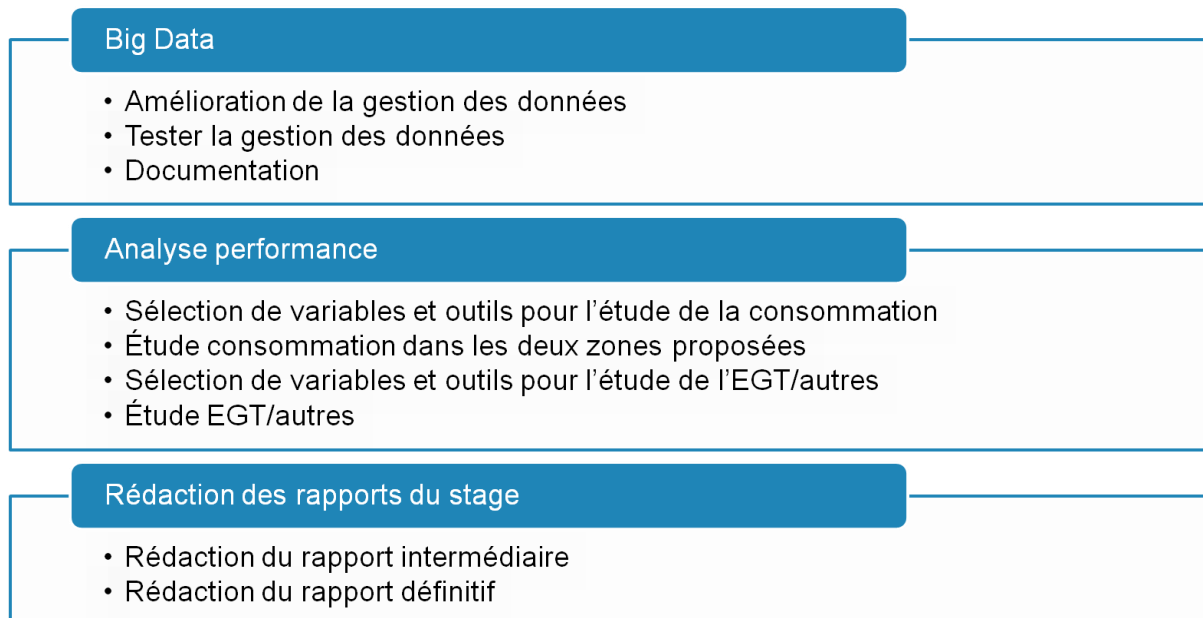 Big Data
• Amélioration de la gestion des données
• Tester la gestion des données
• Documentation
Analyse performance
• Sélection de variables et outils pour l'étude de la consommation
• Étude consommation dans les deux zones proposées
• Sélection de variables et outils pour l'étude de l'EGT/autres
• Étude EGT/autres
Rédaction des rapports du stage
• Rédaction du rapport intermédiaire
• Rédaction du rapport définitif